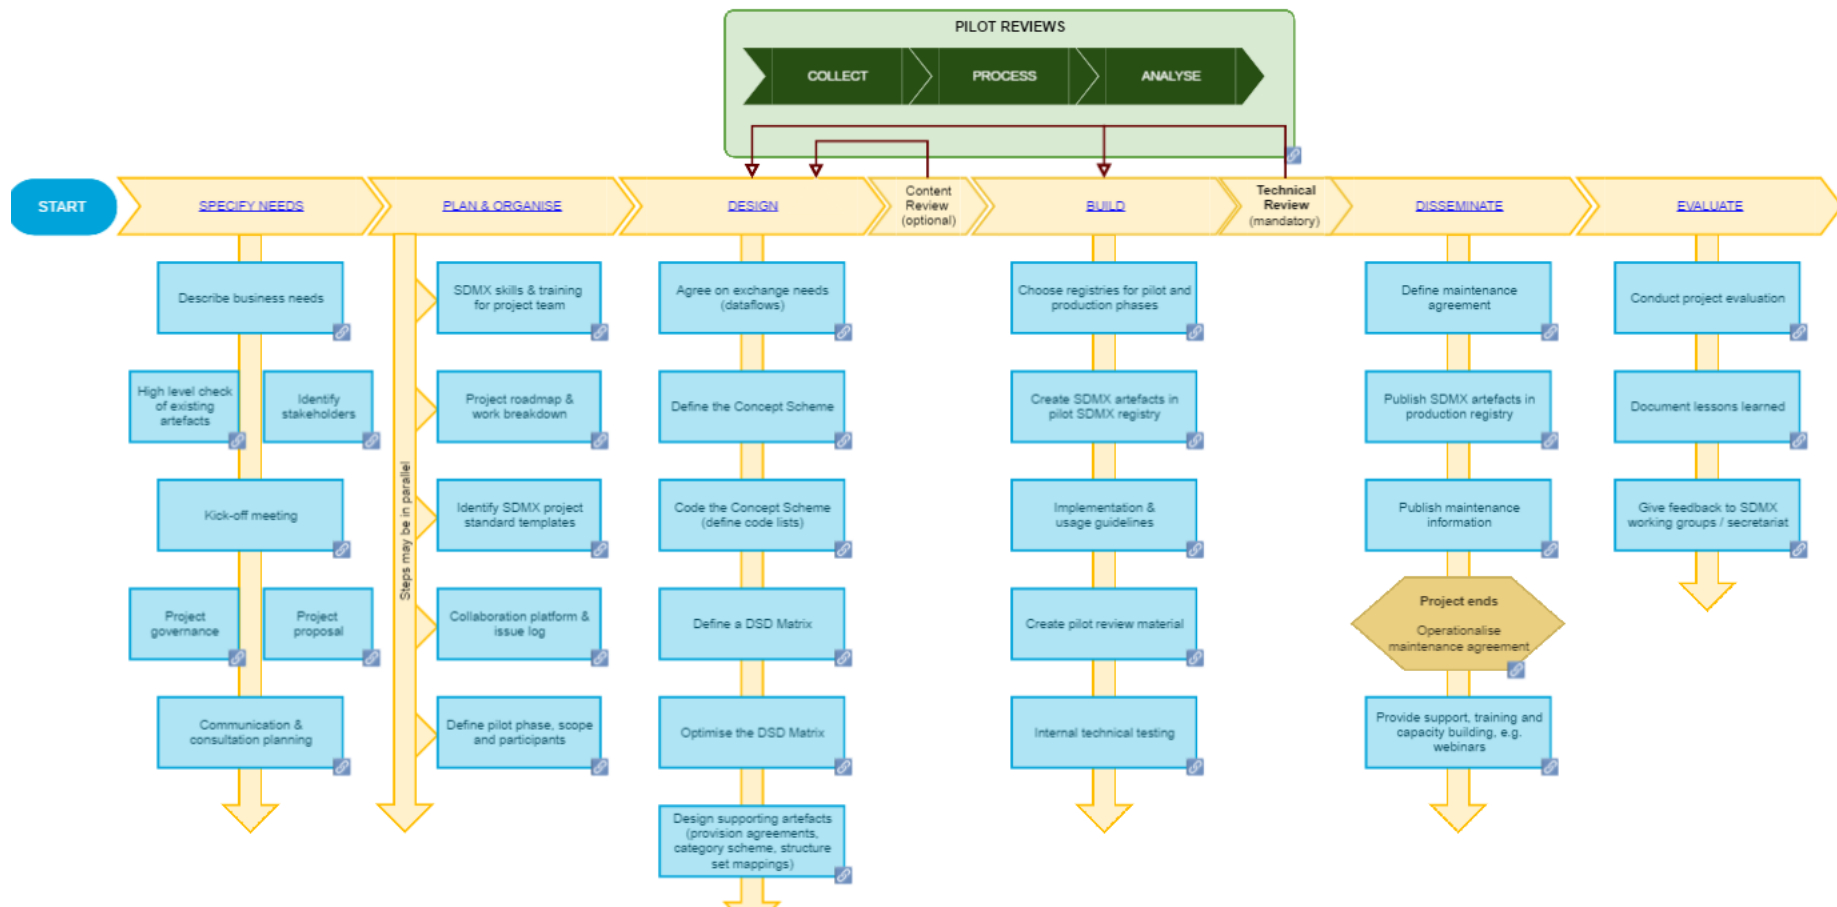 PILOT REVIEWS
COLLECT
PROCESS
ANALYSE
START
SPECIFY NEEDS
PLAN & ORGANISE
DESIGN
Content
Review
(optional)
BUILD
Technical
Review
(mandatory)
DISSEMINATE
EVALUATE
Describe business needs
High level check
of existing
artefacts
Identify
stakeholders
Kick-off meeting
Project
governance
Project
proposal
Communication &
consultation planning
Steps may be in parallel
SDMX skills & training
for project team
Project roadmap &
work breakdown
Identify SDMX project
standard templates
Collaboration platform &
issue log
Define pilot phase, scope
and participants
Agree on exchange needs
(dataflows)
Define the Concept Scheme
Code the Concept Scheme
(define code lists)
Define a DSD Matrix
Optimise the DSD Matrix
Design supporting artefacts
(provision agreements,
category scheme, structure
set mappings)
Choose registries for pilot and
production phases
Create SDMX artefacts in
pilot SDMX registry
Implementation &
usage guidelines
Create pilot review material
Internal technical testing
Define maintenance
agreement
Publish SDMX artefacts in
production registry
Publish maintenance
information
Project ends
Operationalise
maintenance agreement
Provide support, training and
capacity building, e.g.
webinars
Conduct project evaluation
Document lessons learned
Give feedback to SDMX
working groups / secretariat